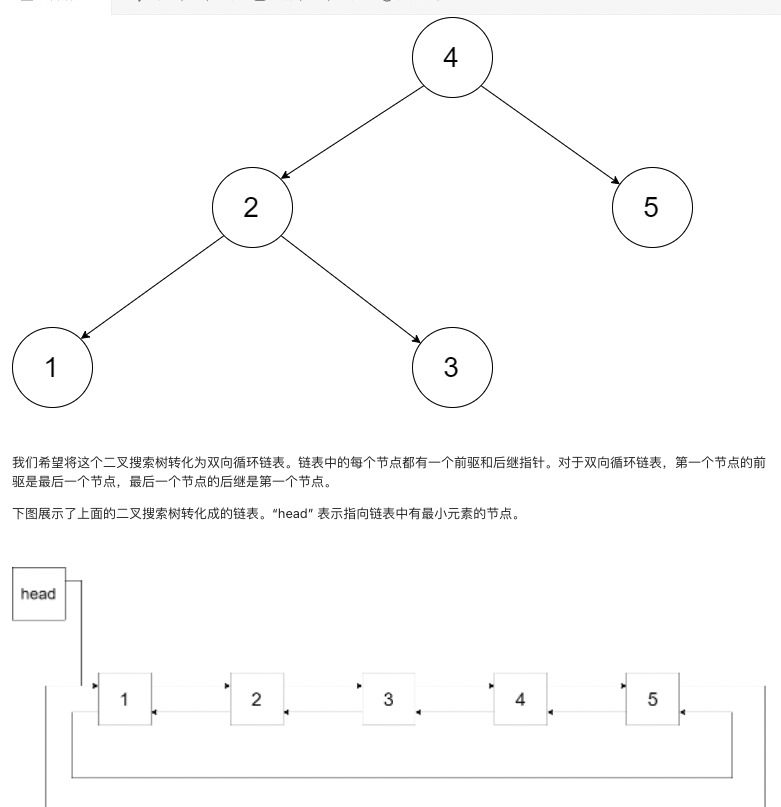 4
2
5
1
3
我们希望将这个二叉搜索树转化为双向循环链表。链表中的每个节点都有一个前驱和后继指针。对于双向循环链表，第一个节点的前
驱是最后一个节点，最后一个节点的后继是第一个节点。
下图展示了上面的二叉搜索树转化成的链表。“head” 表示指向链表中有最小元素的节点。
head
1 2 3 4 5